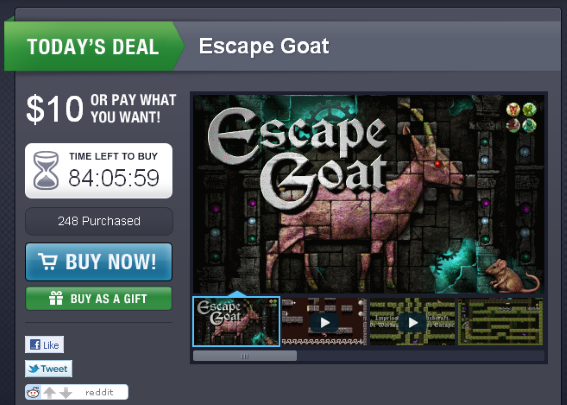 TODAY'S DEAL
Escape Goat
$10 OR PAY WHAT
YOU WANT!
TIME LEFT TO BUY
84:05:59
248 Purchased
BUY NOW!
BUY AS A GIFT
Like
Tweet
reddit
Escape
Goat
Escape
Goat